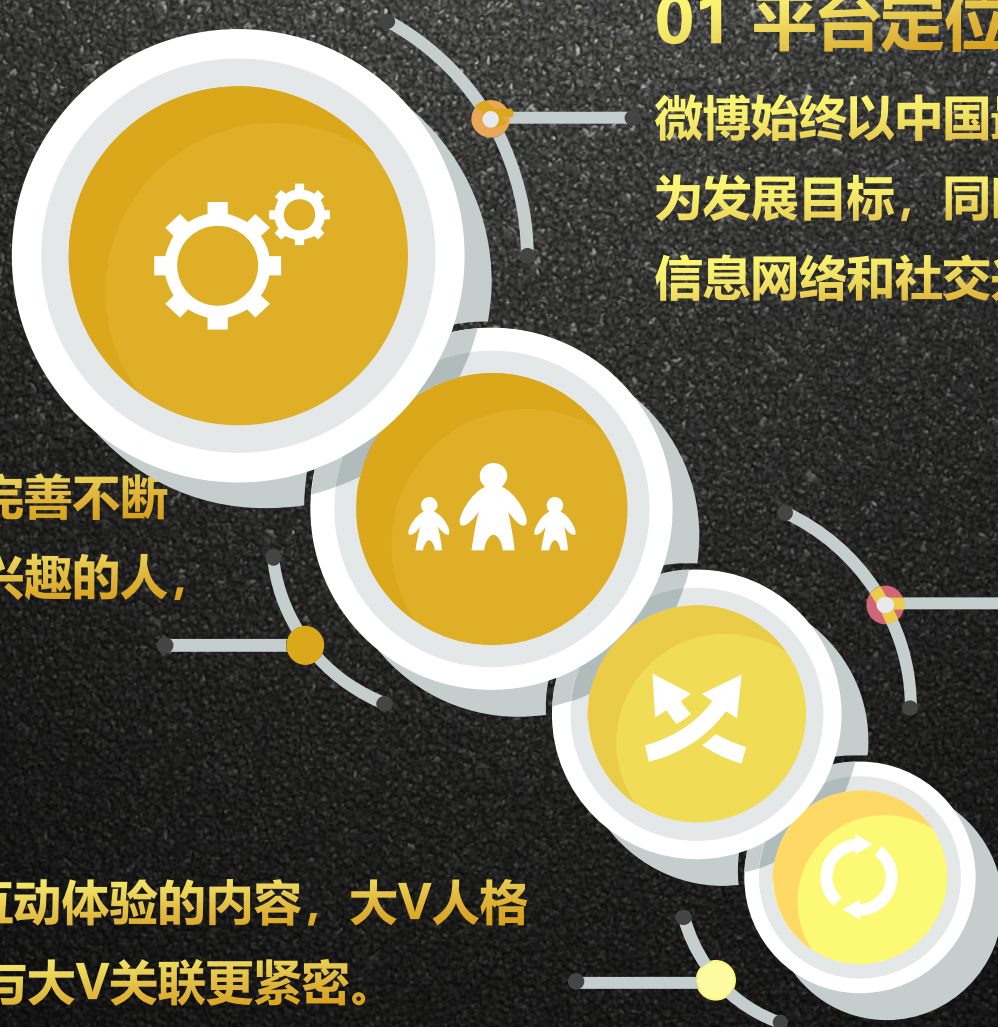 01 平台定位
微博始终以中国
为发展目标，同
信息网络和社交
完善不断
兴趣的人，
互动体验的内容，大V人格
与大V关联更紧密。